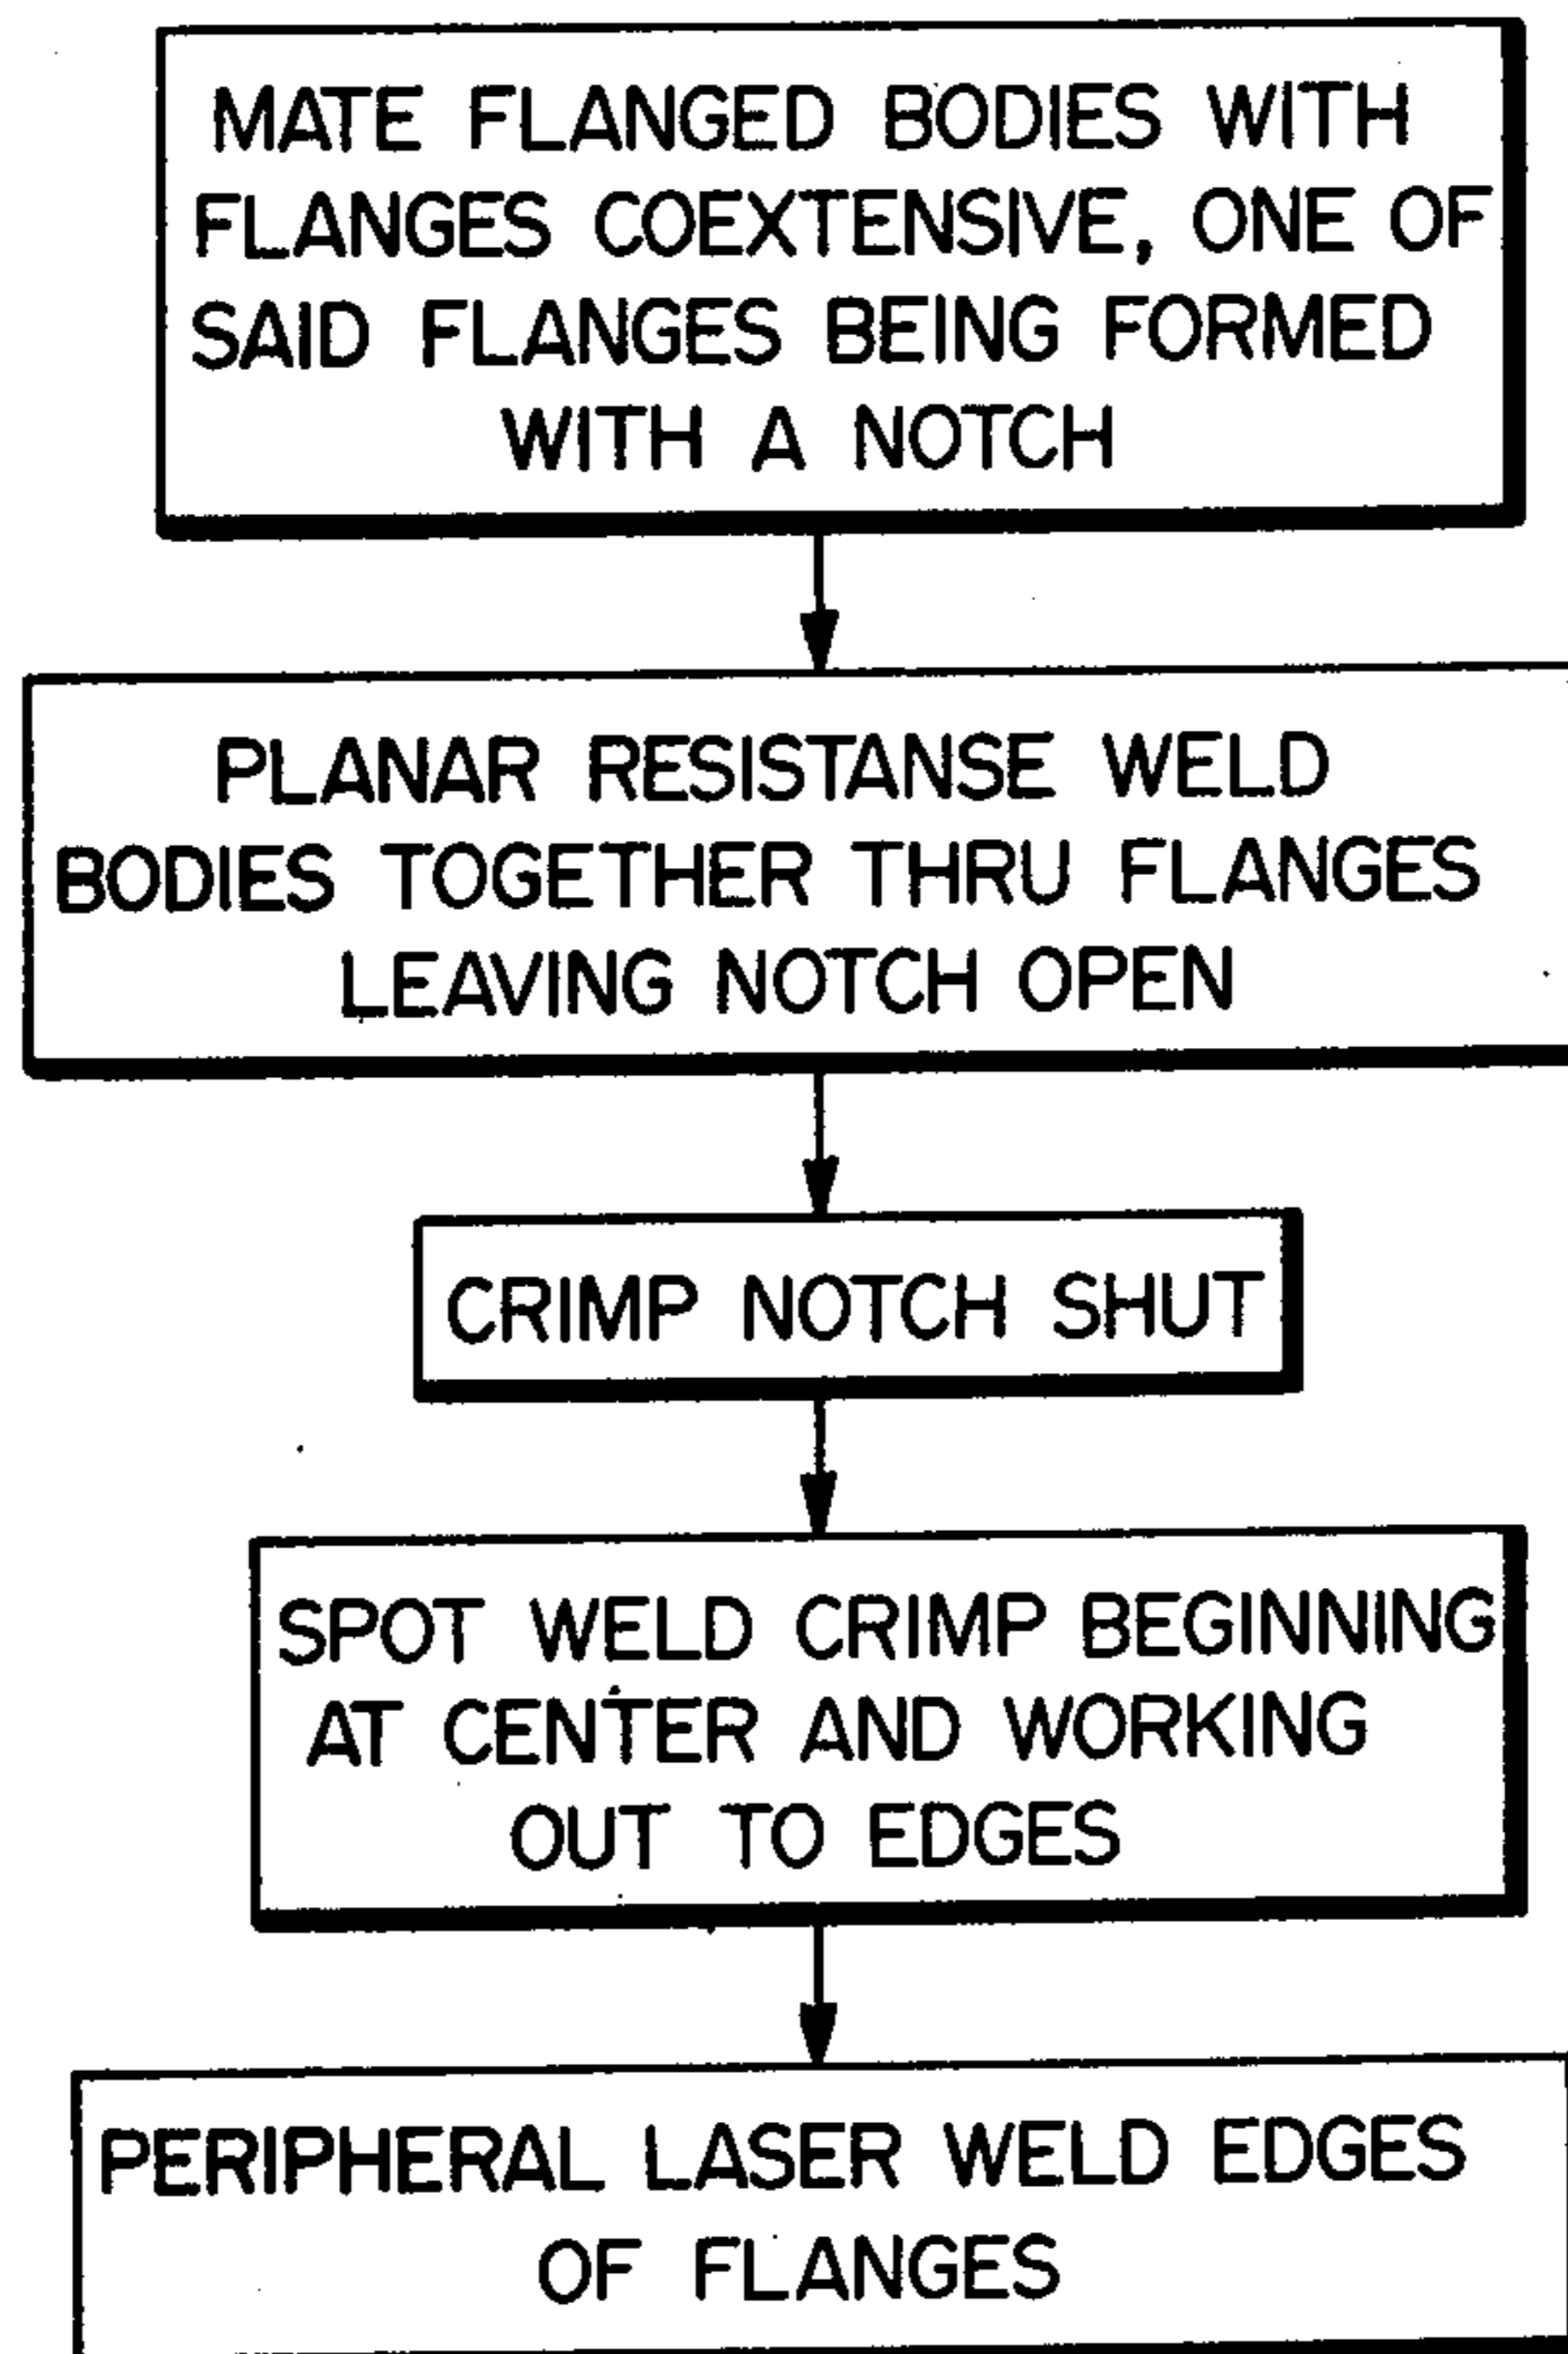 MATE FLANGED BODIES WITH
FLANGES COEXTENSIVE, ONE OF
SAID FLANGES BEING FORMED
WITH A NOTCH
PLANAR RESISTANSE WELD
BODIES TOGETHER THRU FLANGES
LEAVING NOTCH OPEN
CRIMP NOTCH SHUT
SPOT WELD CRIMP BEGINNING
AT CENTER AND WORKING
OUT TO EDGES
PERIPHERAL LASER WELD EDGES
OF FLANGES